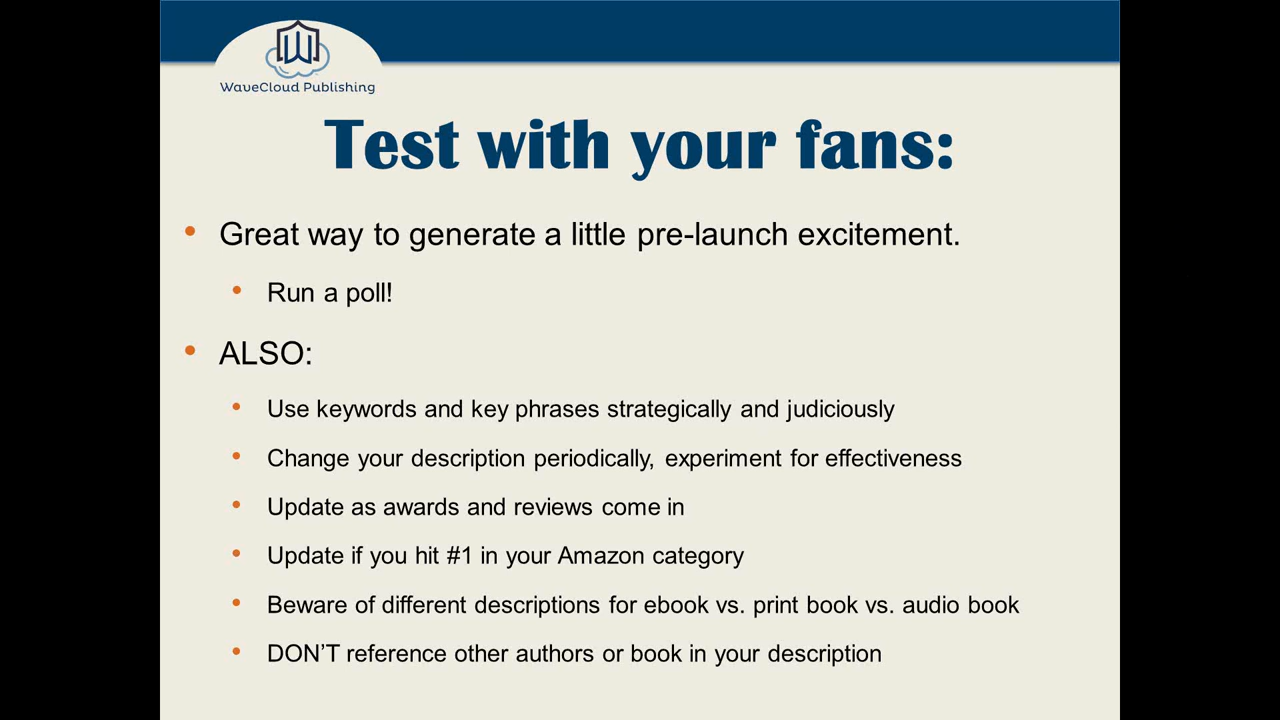 WaveCloud Publishing
Test with your fans:
• Great way to generate a little pre-launch excitement.
• Run a poll!
• ALSO:
• Use keywords and key phrases strategically and judiciously
• Change your description periodically, experiment for effectiveness
• Update as awards and reviews come in
• Update if you hit #1 in your Amazon category
• Beware of different descriptions for ebook vs. print book vs. audio book
• DON’T reference other authors or book in your description